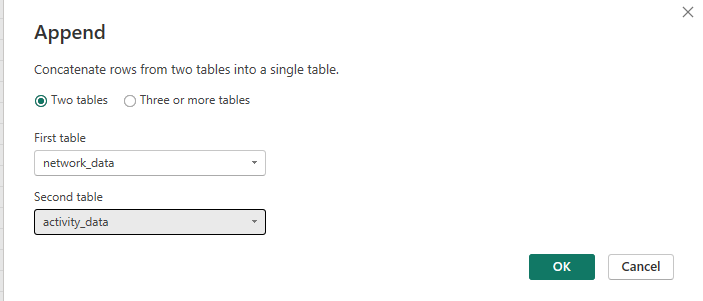 Append
Concatenate rows from two tables into a single table.
Two tables Three or more tables
First table
network_data
Second table
activity_data
OK Cancel